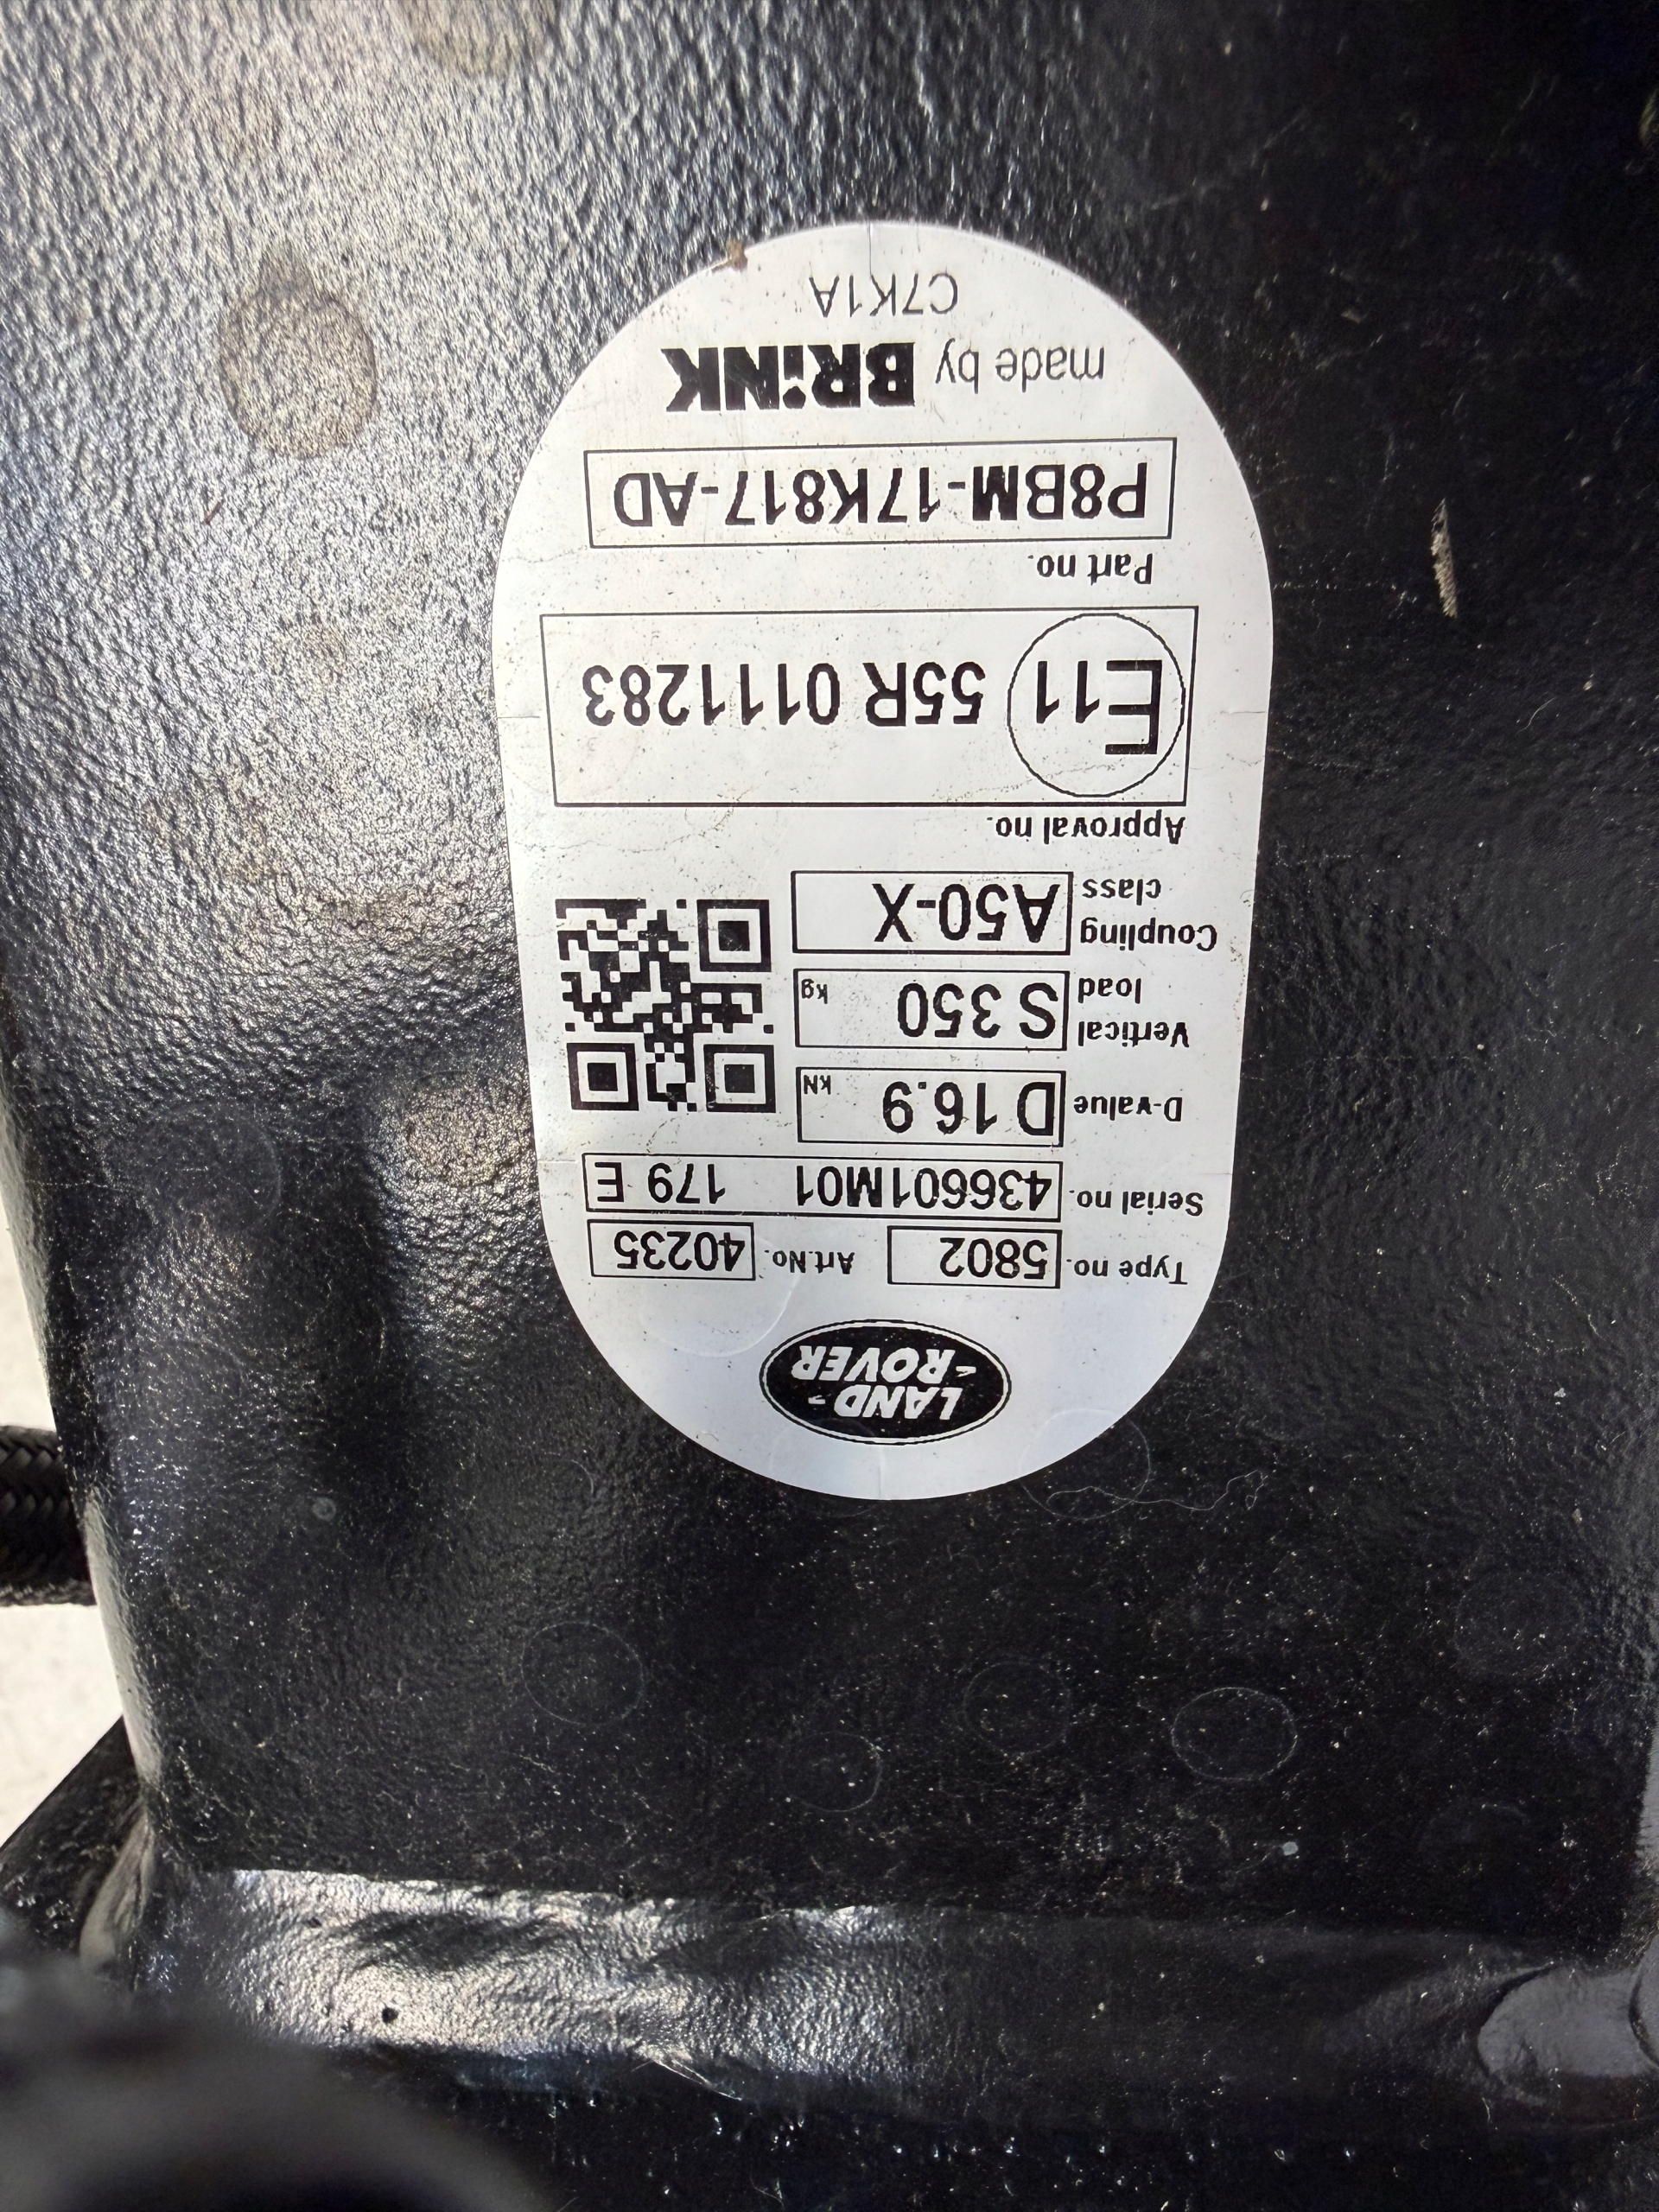 LAND-
-ROVER
Type no. 5802 Art.No. 40235
Serial no. 436601M01 179 E
D-value D 16.9 kN
Vertical load S 350 kg
Coupling class A50-X
Approval no.
E11 55R 0111283
Part no.
P8BM-17K817-AD
made by BRiNK
C7K1A